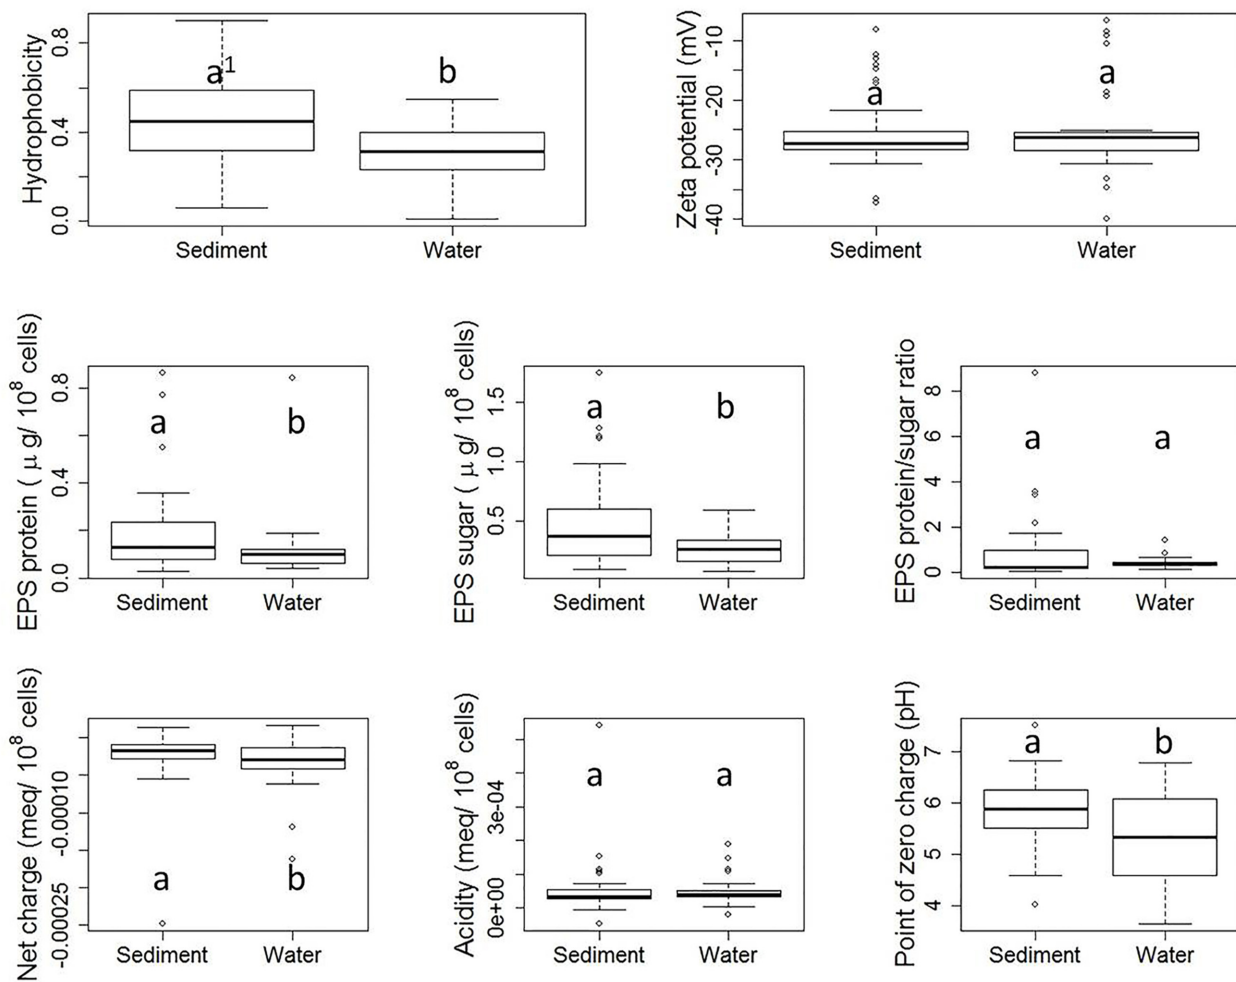 Hydrophobicity
0.0 0.4 0.8
a1 b
Sediment Water
Zeta potential (mV)
-40 -30 -20 -10
a a
Sediment Water
EPS protein ( μ g/ 10^8 cells)
0.0 0.4 0.8
a b
Sediment Water
EPS sugar ( μ g/ 10^8 cells)
0.5 1.0 1.5
a b
Sediment Water
EPS protein/sugar ratio
0 2 4 6 8
a a
Sediment Water
Net charge (meq/ 10^8 cells)
-0.00025 -0.00010
a b
Sediment Water
Acidity (meq/ 10^8 cells)
0e+00 3e-04
a a
Sediment Water
Point of zero charge (pH)
4 5 6 7
a b
Sediment Water